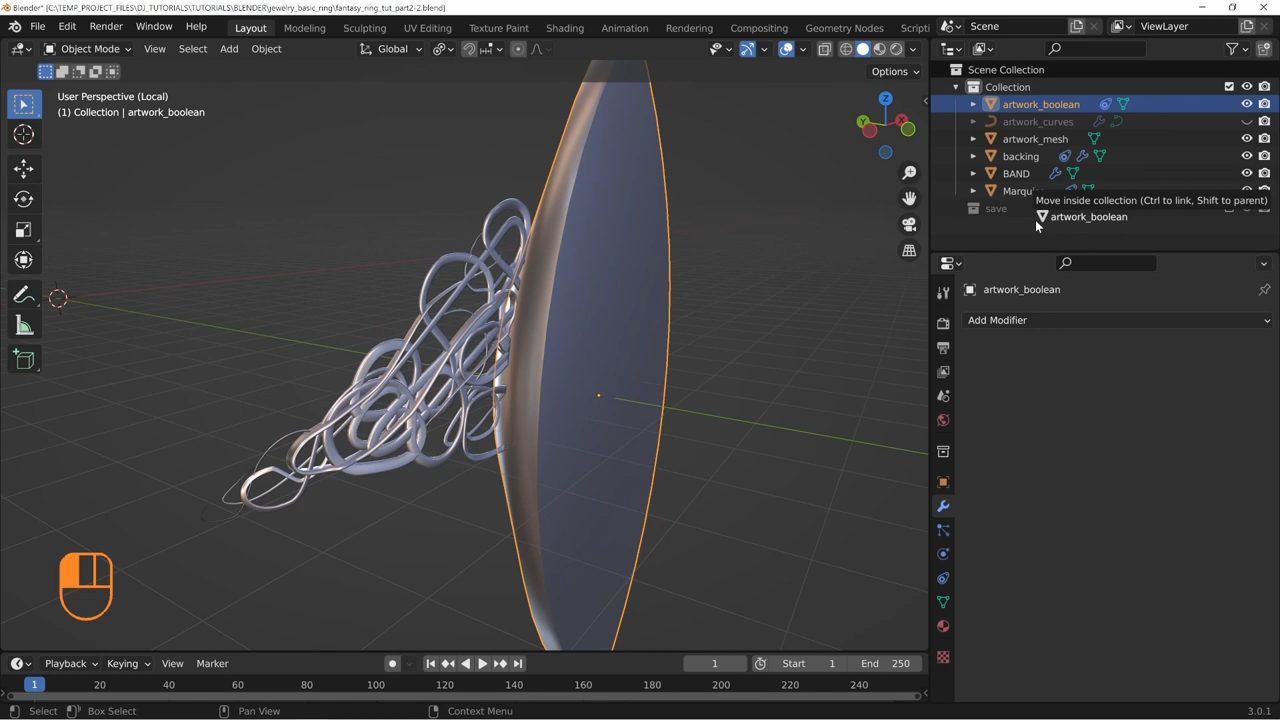 Blender* [C:\TEMP_PROJECT_FILES\DJ_TUTORIALS\TUTORIALS\BLENDER\jewelry_basic_ring\fantasy_ring_tut_part2-2.blend]
File Edit Render Window Help Layout Modeling Sculpting UV Editing Texture Paint Shading Animation Rendering Compositing Geometry Nodes Scripti Scene ViewLayer
Object Mode View Select Add Object Global
Options
User Perspective (Local)
(1) Collection | artwork_boolean
Z
Y
X
Scene Collection
Collection
artwork_boolean
artwork_curves
artwork_mesh
backing
BAND
Marqu
Move inside collection (Ctrl to link, Shift to parent)
save
artwork_boolean
artwork_boolean
Add Modifier
Playback Keying View Marker 1 Start 1 End 250
1 20 40 60 80 100 120 140 160 180 200 220 240
Select Box Select Pan View Context Menu 3.0.1